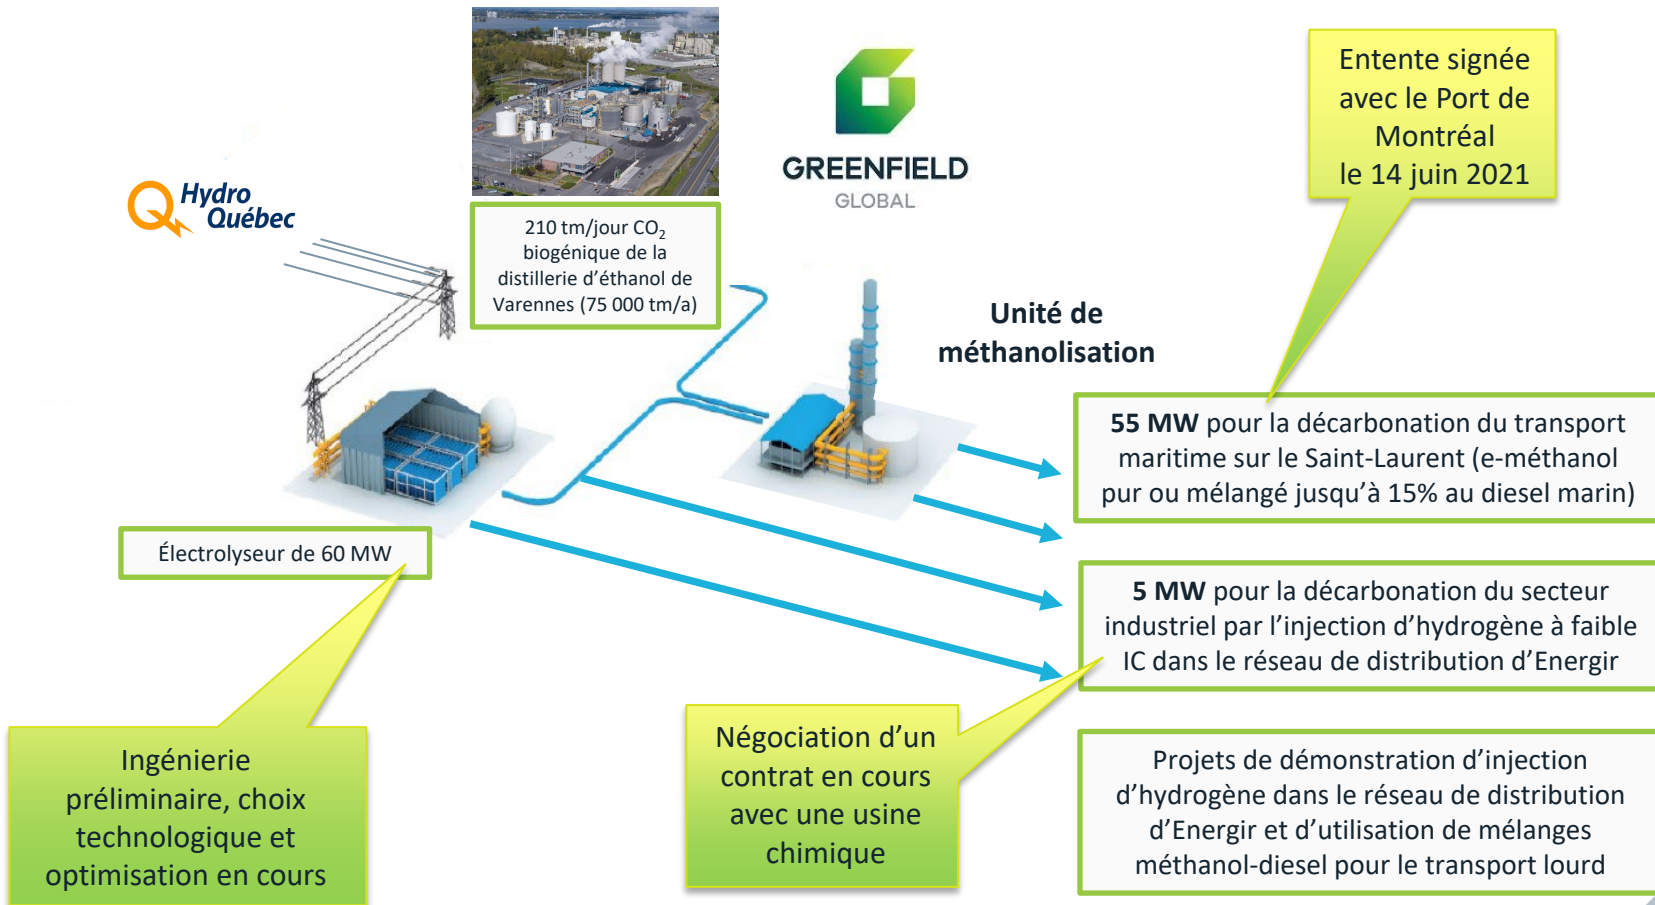 Hydro
Québec
GREENFIELD
GLOBAL
Entente signée
avec le Port de
Montréal
le 14 juin 2021
210 tm/jour CO₂
biogénique de la
distillerie d’éthanol de
Varennes (75 000 tm/a)
Unité de
méthanolisation
55 MW pour la décarbonation du transport
maritime sur le Saint-Laurent (e-méthanol
pur ou mélangé jusqu’à 15% au diesel marin)
Électrolyseur de 60 MW
5 MW pour la décarbonation du secteur
industriel par l’injection d’hydrogène à faible
IC dans le réseau de distribution d’Energir
Ingénierie
préliminaire, choix
technologique et
optimisation en cours
Négociation d’un
contrat en cours
avec une usine
chimique
Projets de démonstration d’injection
d’hydrogène dans le réseau de distribution
d’Energir et d’utilisation de mélanges
méthanol-diesel pour le transport lourd